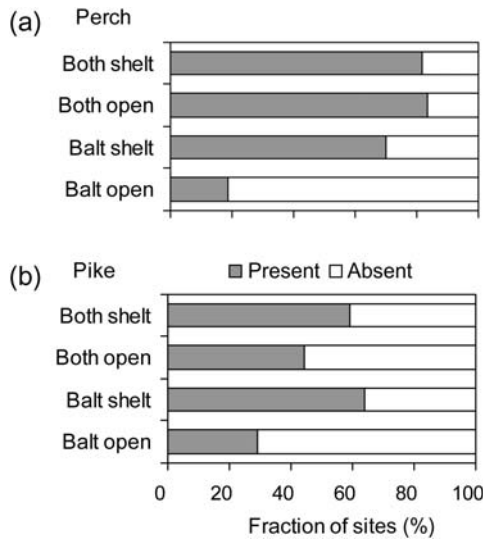 (a) Perch
Both shelt
Both open
Balt shelt
Balt open
(b) Pike
Present Absent
Both shelt
Both open
Balt shelt
Balt open
0 20 40 60 80 100
Fraction of sites (%)